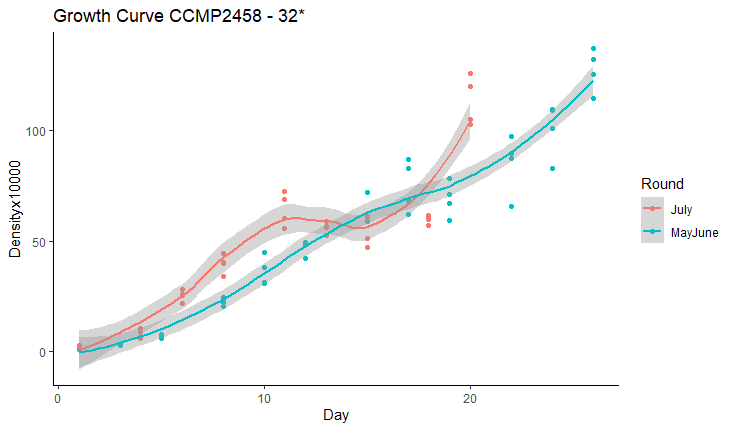 Growth Curve CCMP2458 - 32*
Densityx10000
100
50
0
0 10 20
Day
Round
July
MayJune